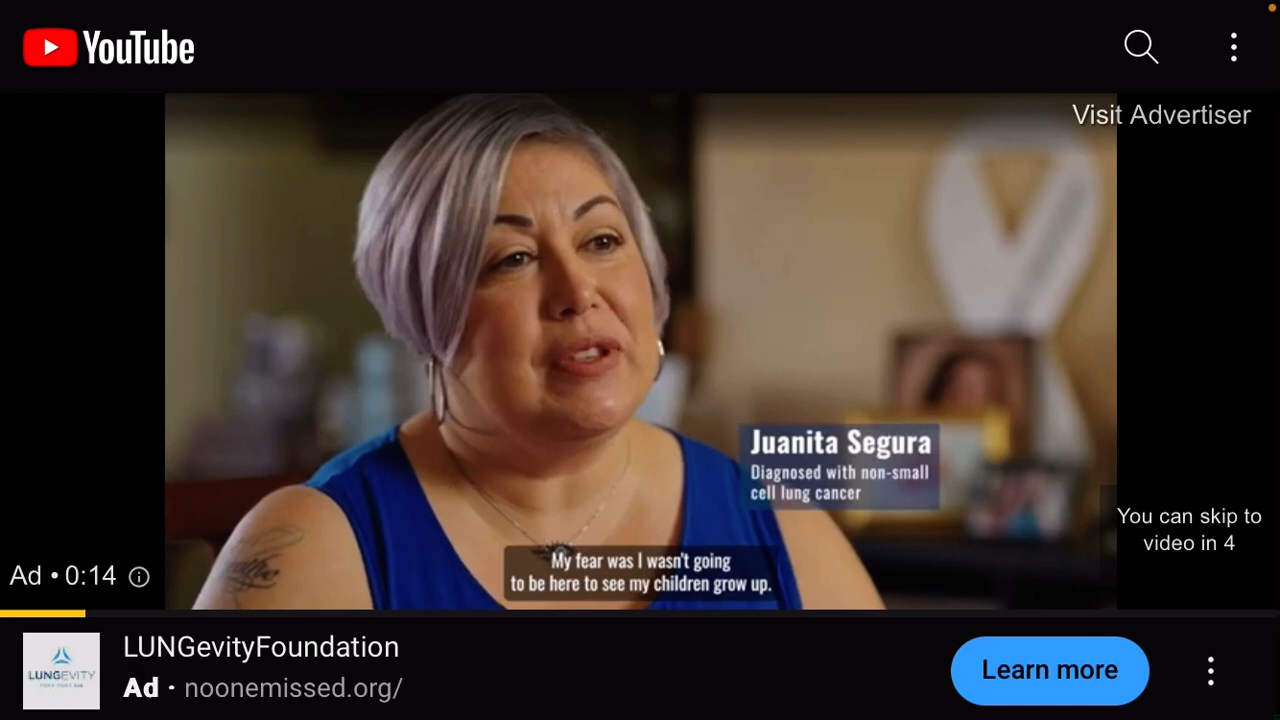 YouTube
Visit Advertiser
Juanita Segura
Diagnosed with non-small
cell lung cancer
You can skip to
video in 4
My fear was I wasn't going
to be here to see my children grow up.
Ad • 0:14
LUNGevityFoundation
LUNGEVITY
Ad · noonemissed.org/
Learn more